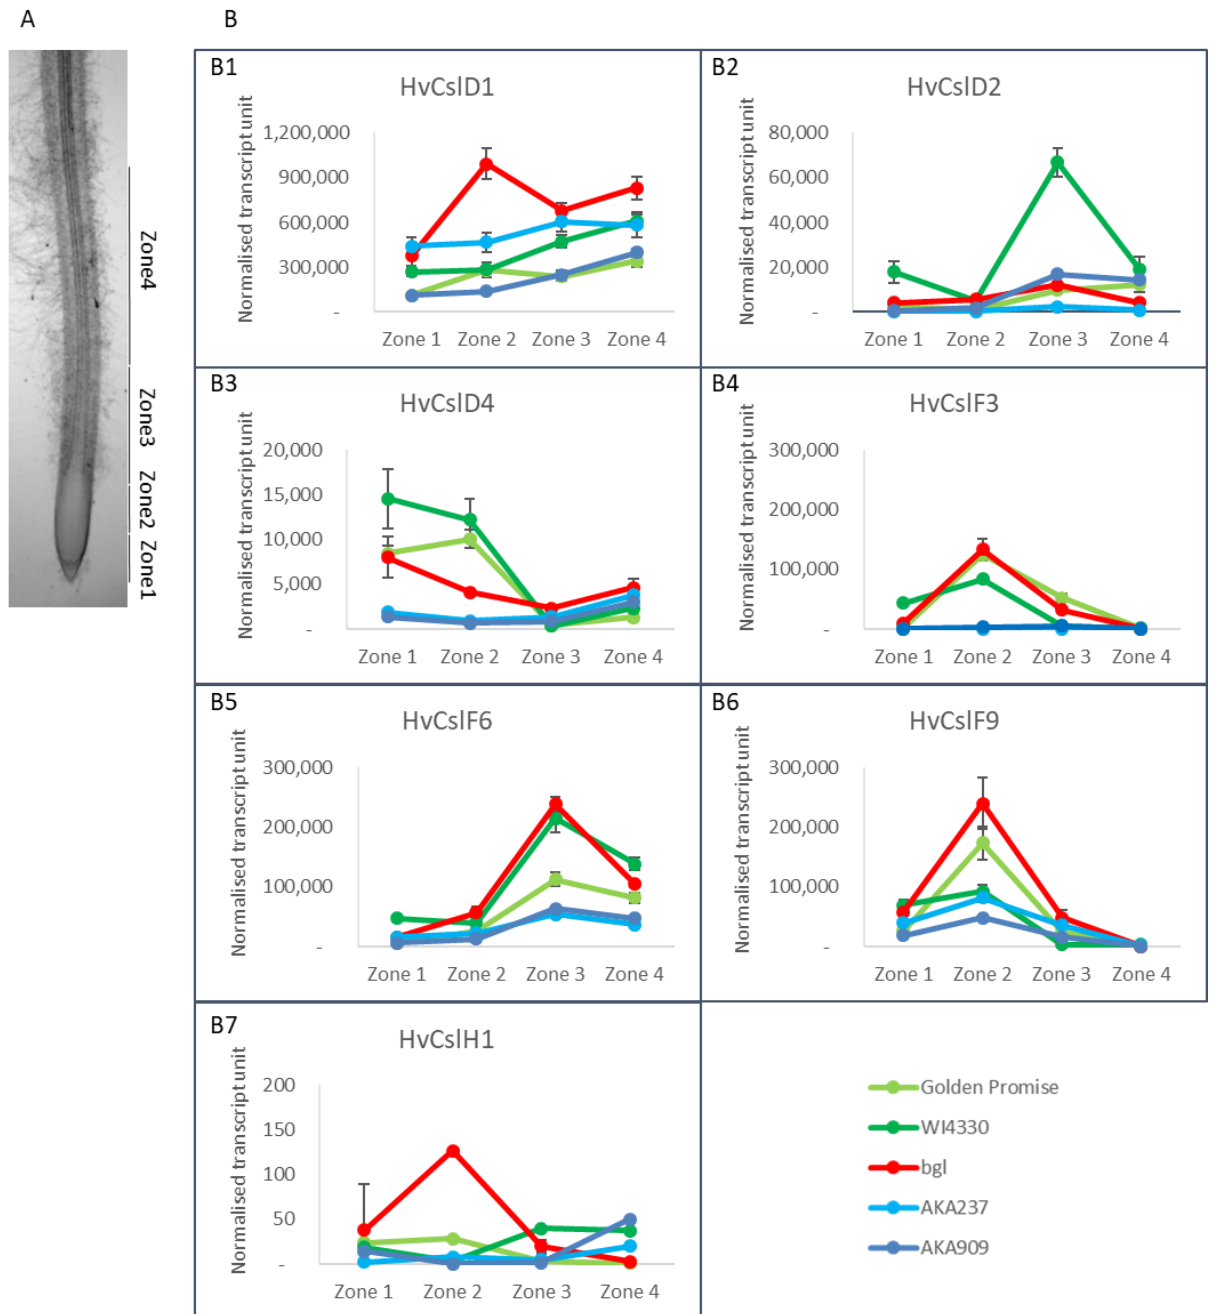 A
B
Zone4
Zone3
Zone2
Zone1
B1
HvCslD1
Normalised transcript unit
1,200,000
900,000
600,000
300,000
-
Zone 1 Zone 2 Zone 3 Zone 4
B2
HvCslD2
Normalised transcript unit
80,000
60,000
40,000
20,000
-
Zone 1 Zone 2 Zone 3 Zone 4
B3
HvCslD4
Normalised transcript unit
20,000
15,000
10,000
5,000
-
Zone 1 Zone 2 Zone 3 Zone 4
B4
HvCslF3
Normalised transcript unit
300,000
200,000
100,000
-
Zone 1 Zone 2 Zone 3 Zone 4
B5
HvCslF6
Normalised transcript unit
300,000
200,000
100,000
-
Zone 1 Zone 2 Zone 3 Zone 4
B6
HvCslF9
Normalised transcript unit
300,000
200,000
100,000
-
Zone 1 Zone 2 Zone 3 Zone 4
B7
HvCslH1
Normalised transcript unit
200
150
100
50
-
Zone 1 Zone 2 Zone 3 Zone 4
Golden Promise
WI4330
bgl
AKA237
AKA909